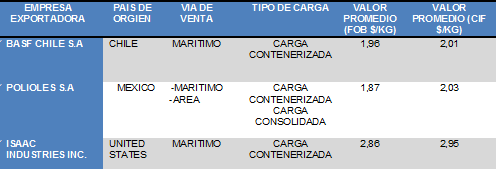 EMPRESA EXPORTADORA
PAIS DE ORGIEN
VIA DE VENTA
TIPO DE CARGA
VALOR PROMEDIO (FOB $/KG)
VALOR PROMEDIO (CIF $/KG)
BASF CHILE S.A
CHILE
MARITIMO
CARGA CONTENERIZADA
1,96
2,01
POLIOLES S.A
MEXICO
-MARITIMO
-AREA
CARGA CONTENERIZADA
CARGA CONSOLIDADA
1,87
2,03
ISAAC INDUSTRIES INC.
UNITED STATES
MARITIMO
CARGA CONTENERIZADA
2,86
2,95